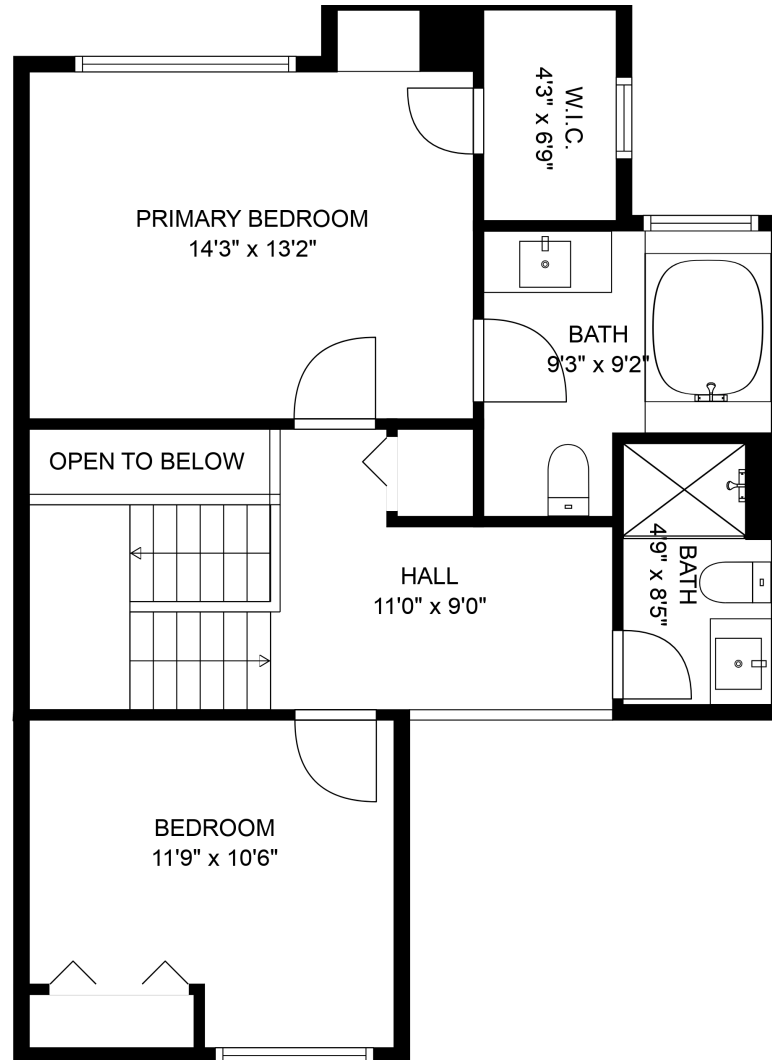 W.I.C.
4'3" x 6'9"
PRIMARY BEDROOM
14'3" x 13'2"
BATH
9'3" x 9'2"
OPEN TO BELOW
HALL
11'0" x 9'0"
BATH
4'9" x 8'5"
BEDROOM
11'9" x 10'6"